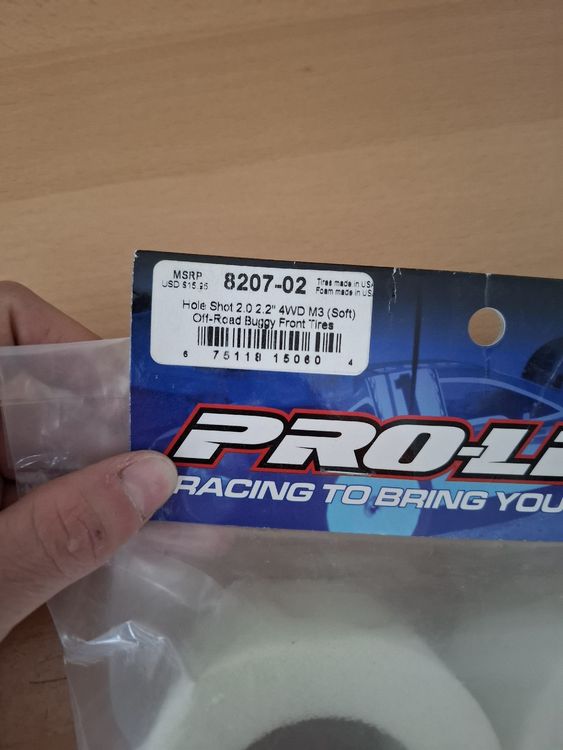 MSRP
USD $15.95
8207-02
Tires made in USA
Foam made in USA
Hole Shot 2.0 2.2" 4WD M3 (Soft)
Off-Road Buggy Front Tires
6 75118 15060 4
PRO-LI
RACING TO BRING YOU